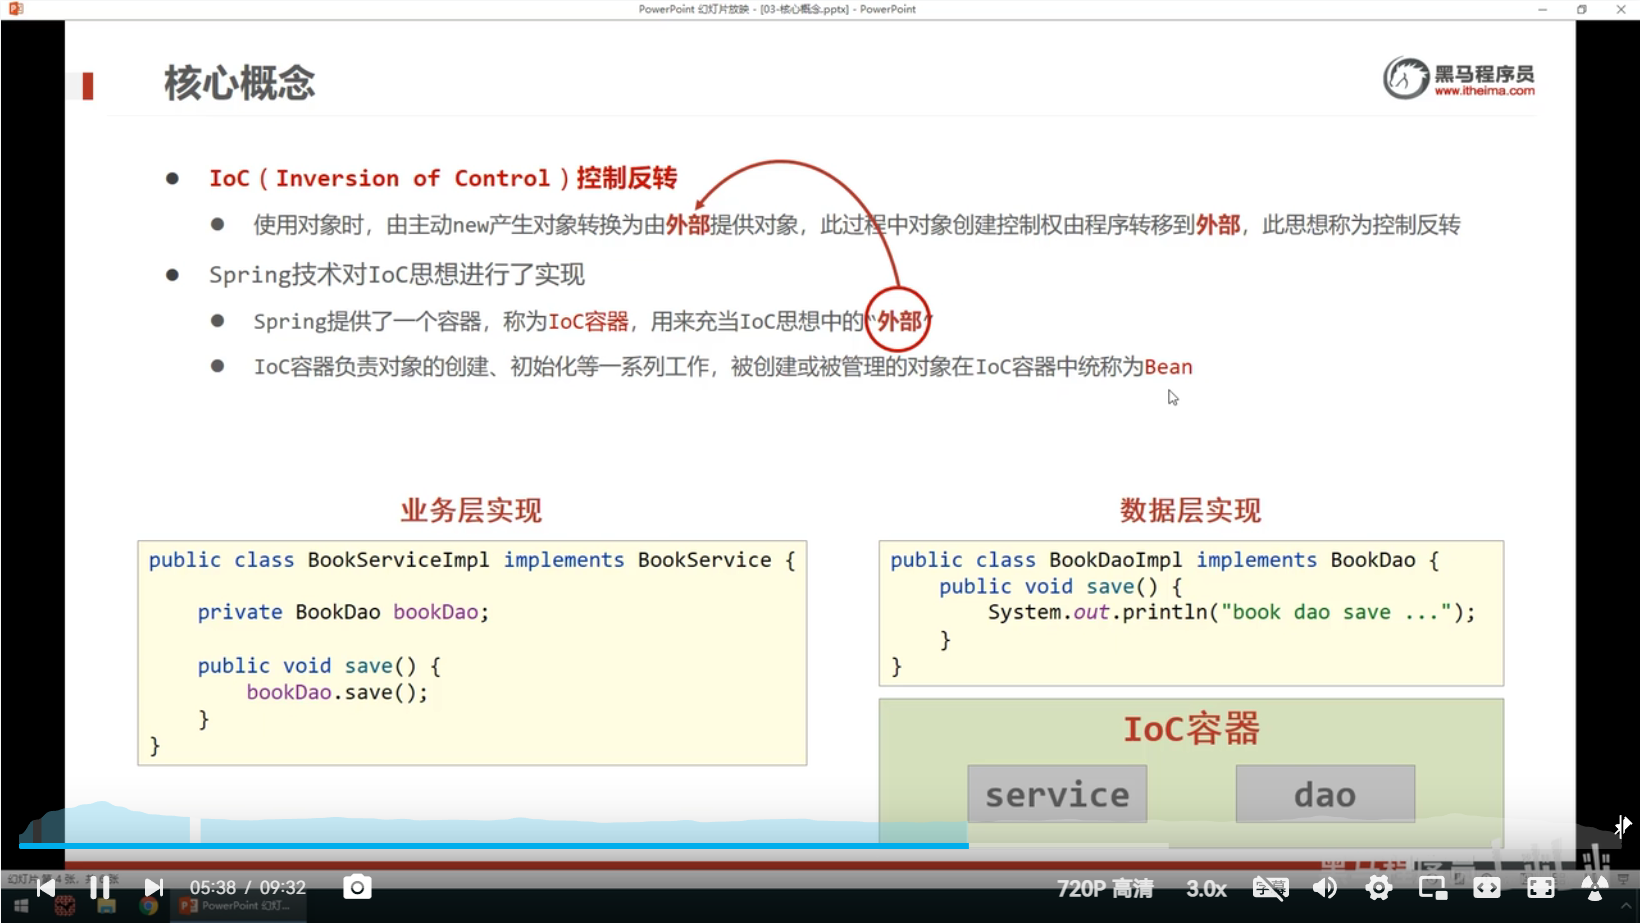 PowerPoint 幻灯片放映 - [03-核心概念.pptx] - PowerPoint
核心概念
黑马程序员
www.itheima.com
IoC（Inversion of Control）控制反转
使用对象时，由主动new产生对象转换为由外部提供对象，此过程中对象创建控制权由程序转移到外部，此思想称为控制反转
Spring技术对IoC思想进行了实现
Spring提供了一个容器，称为IoC容器，用来充当IoC思想中的“外部”
IoC容器负责对象的创建、初始化等一系列工作，被创建或被管理的对象在IoC容器中统称为Bean
业务层实现
public class BookServiceImpl implements BookService {
private BookDao bookDao;
public void save() {
bookDao.save();
}
}
数据层实现
public class BookDaoImpl implements BookDao {
public void save() {
System.out.println("book dao save ...");
}
}
IoC容器
service
dao
05:38 / 09:32
720P 高清
3.0x
字幕
PowerPoint 幻灯...